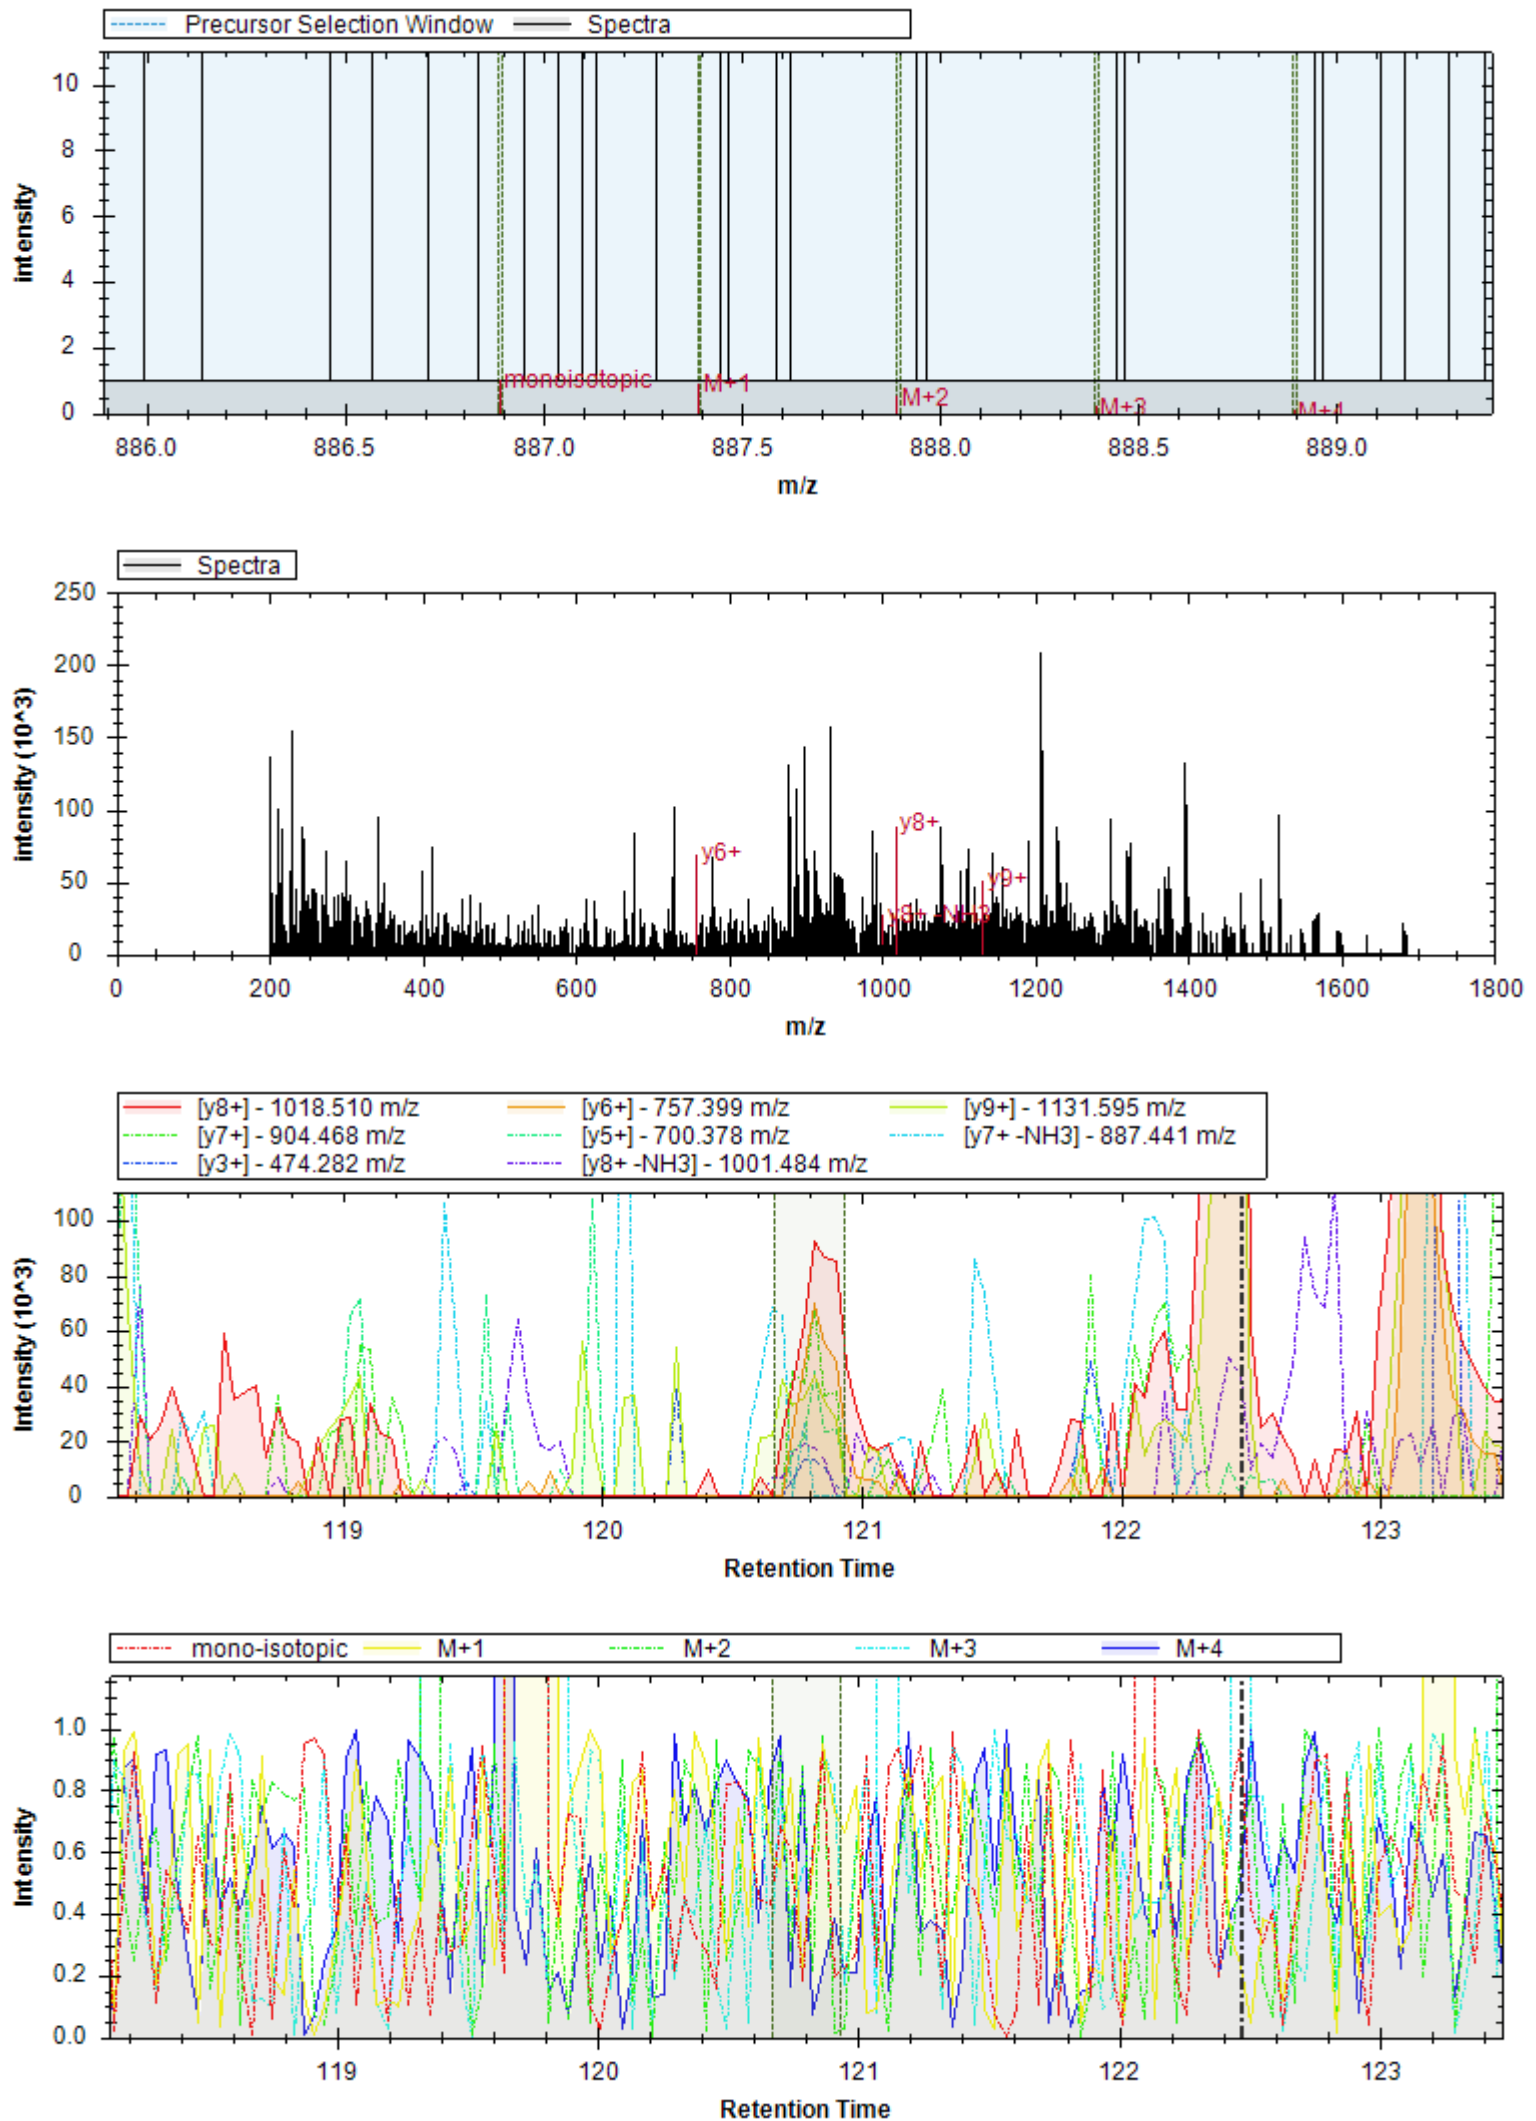 Precursor Selection Window Spectra
10
8
6
4
2
0
intensity
monoisotopic M+1 M+2 M+3 M+4
886.0 886.5 887.0 887.5 888.0 888.5 889.0
m/z
Spectra
250
200
150
100
50
0
intensity (10^3)
y6+ y8+ y8+ -NH3 y9+
0 200 400 600 800 1000 1200 1400 1600 1800
m/z
[y8+] - 1018.510 m/z [y6+] - 757.399 m/z [y9+] - 1131.595 m/z
[y7+] - 904.468 m/z [y5+] - 700.378 m/z [y7+ -NH3] - 887.441 m/z
[y3+] - 474.282 m/z [y8+ -NH3] - 1001.484 m/z
100
80
60
40
20
0
Intensity (10^3)
119 120 121 122 123
Retention Time
mono-isotopic M+1 M+2 M+3 M+4
1.0
0.8
0.6
0.4
0.2
0.0
Intensity
119 120 121 122 123
Retention Time